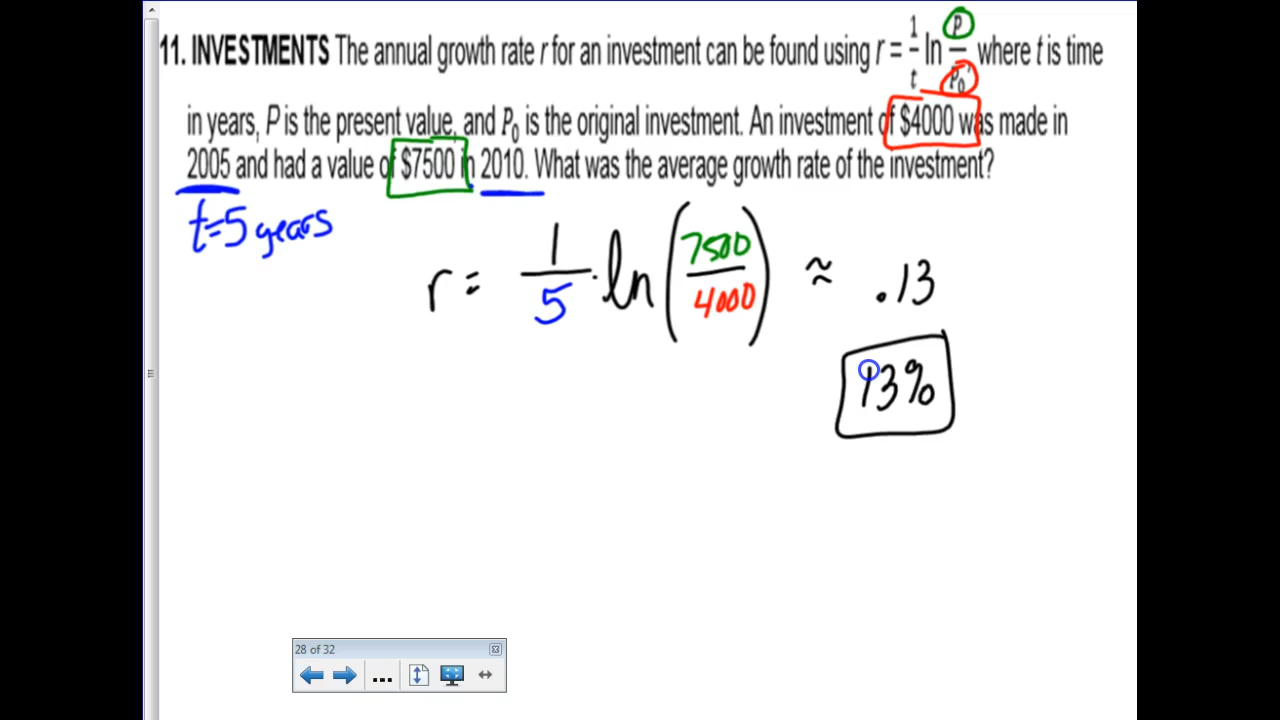 11. INVESTMENTS The annual growth rate r for an investment can be found using r = 1/t ln P/P₀, where t is time
in years, P is the present value, and P₀ is the original investment. An investment of $4000 was made in
2005 and had a value of $7500 in 2010. What was the average growth rate of the investment?
t=5 years
r = 1/5 · ln(7500/4000) ≈ .13
13%
28 of 32
...